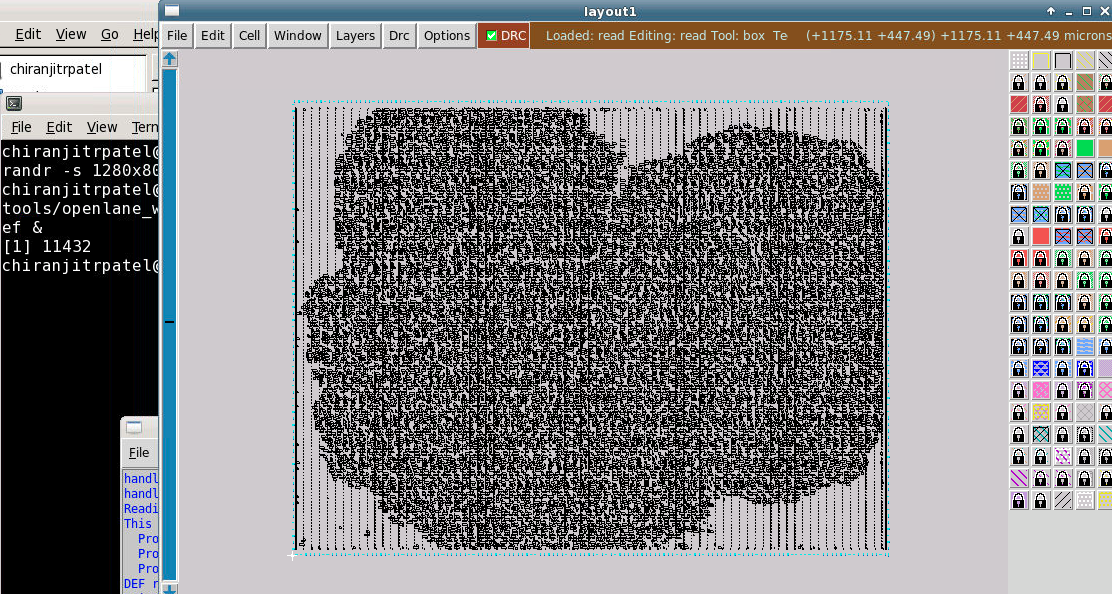 layout1
Edit View Go Help
File Edit Cell Window Layers Drc Options DRC Loaded: read Editing: read Tool: box Te (+1175.11 +447.49) +1175.11 +447.49 microns
chiranjitrpatel
File Edit View Tern
chiranjitrpatel@
randr -s 1280x80
chiranjitrpatel@
tools/openlane_w
ef &
[1] 11432
chiranjitrpatel@
File
handl
handl
Readi
This
Pro
Pro
Pro
DEF r